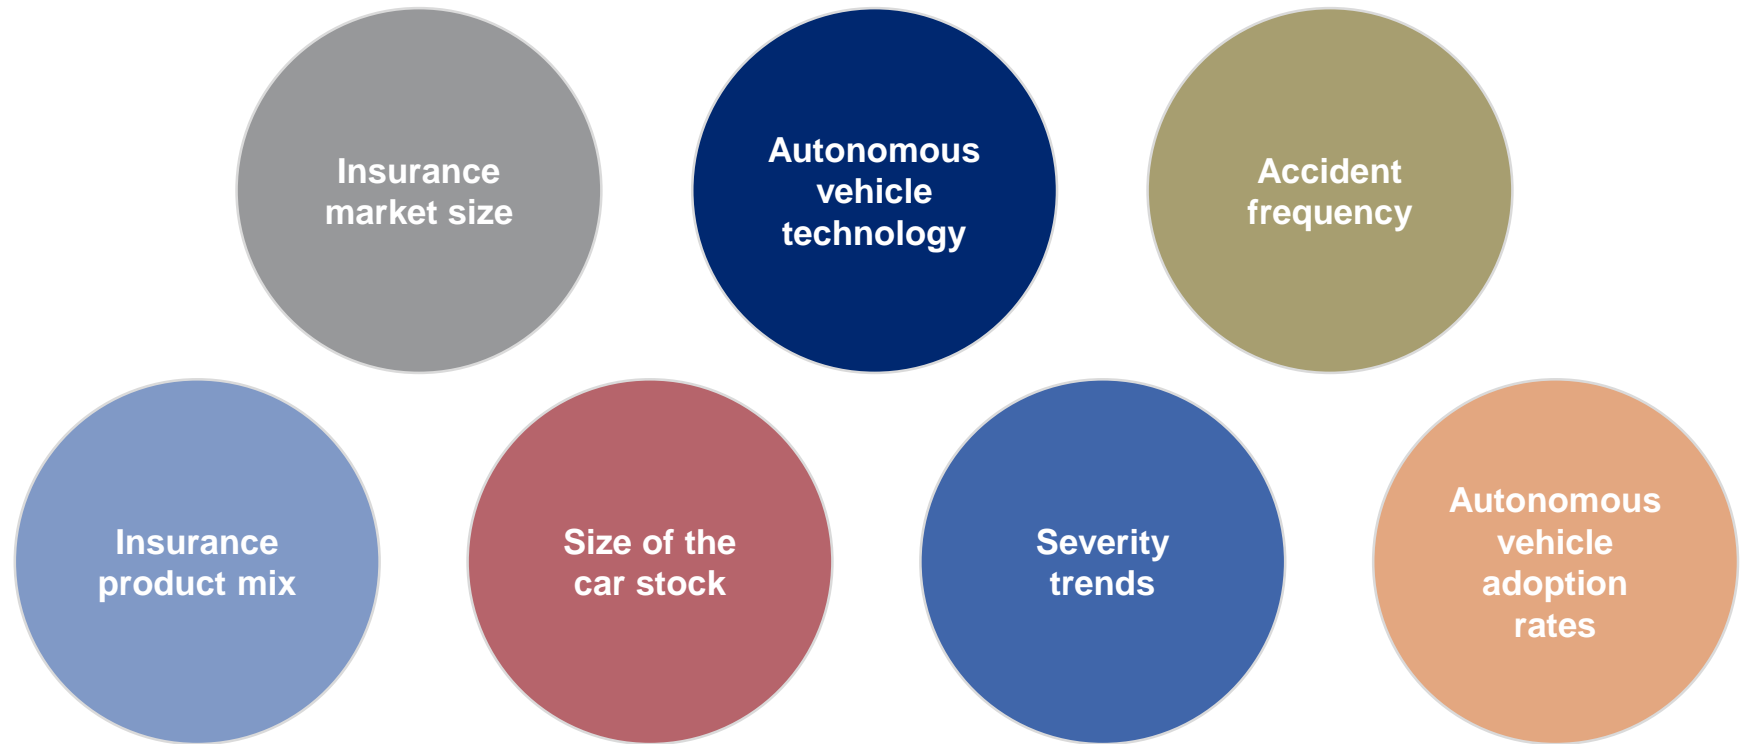 Insurance
market size
Autonomous
vehicle
technology
Accident
frequency
Insurance
product mix
Size of the
car stock
Severity
trends
Autonomous
vehicle
adoption
rates